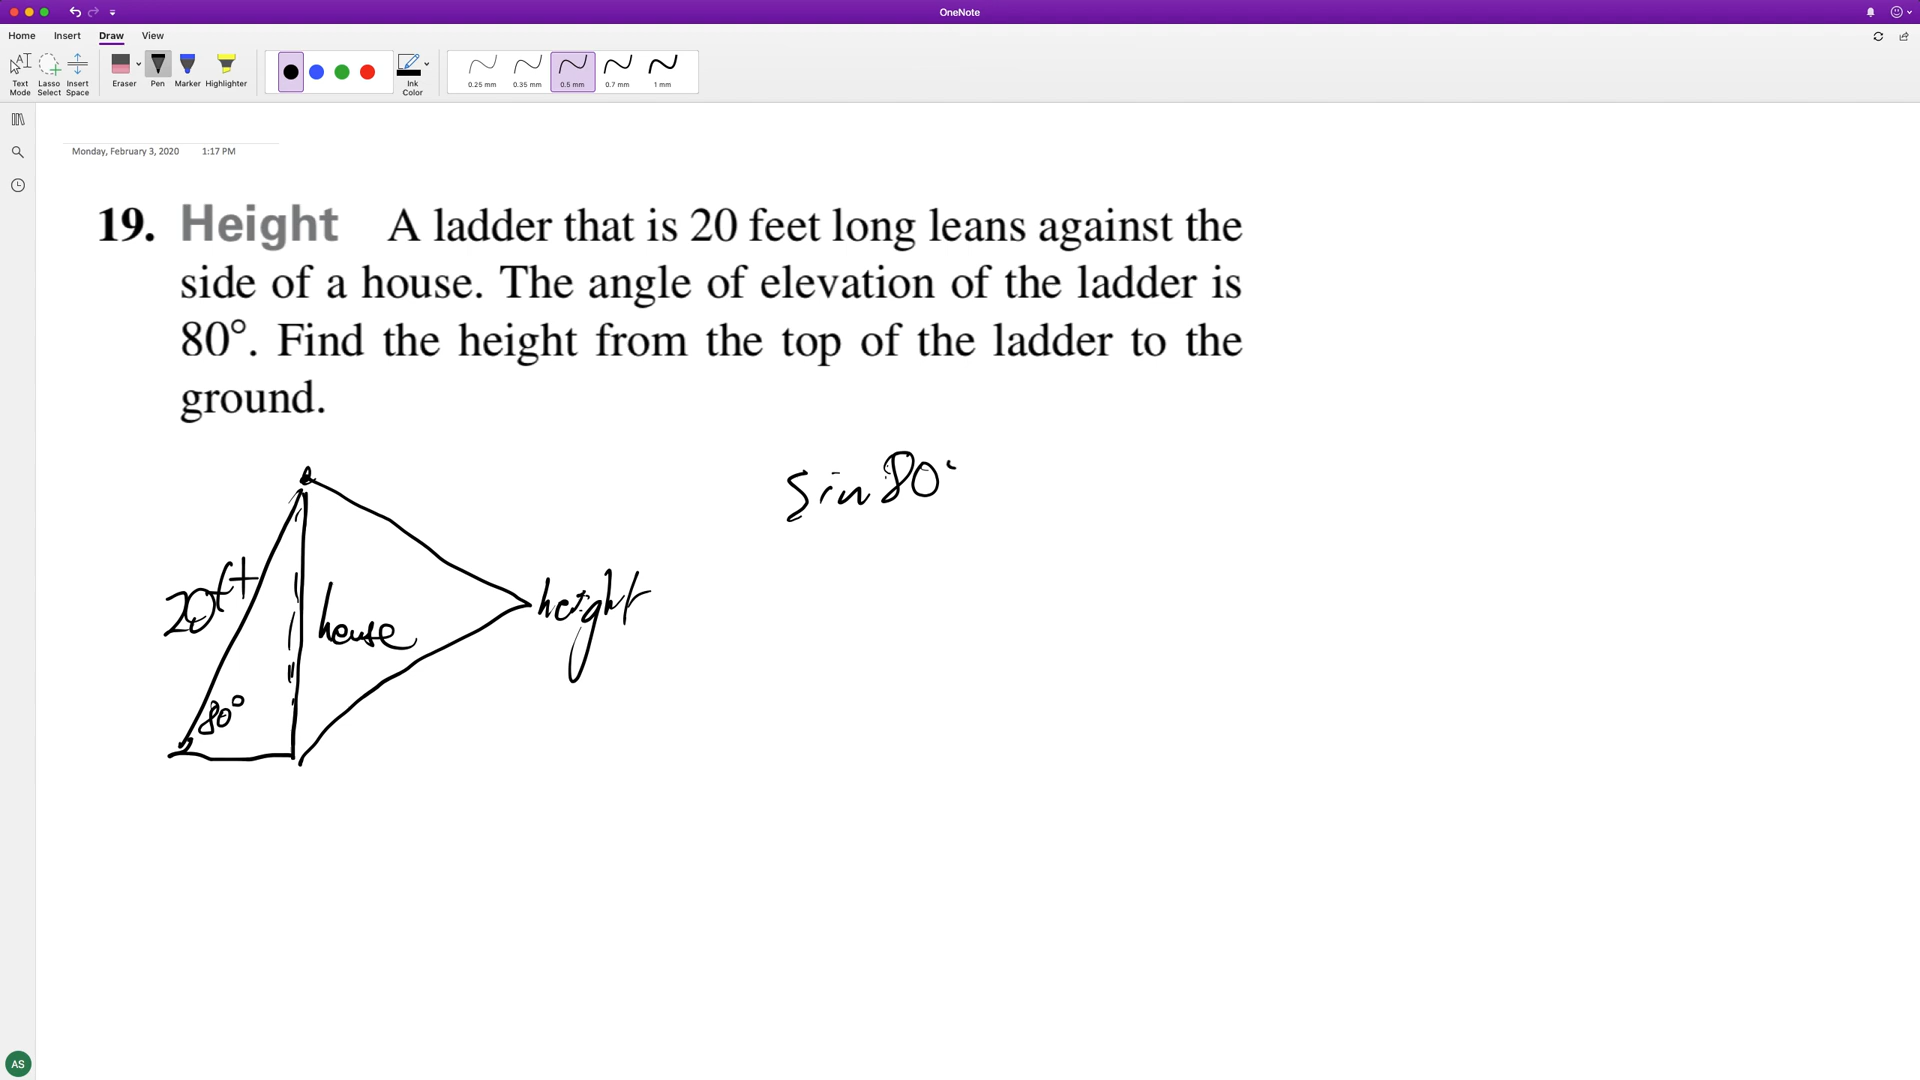 OneNote
Home Insert Draw View
Text Mode Lasso Select Insert Space Eraser Pen Marker Highlighter Ink Color 0.25 mm 0.35 mm 0.5 mm 0.7 mm 1 mm
Monday, February 3, 2020 1:17 PM
19. Height A ladder that is 20 feet long leans against the
side of a house. The angle of elevation of the ladder is
80°. Find the height from the top of the ladder to the
ground.
sin 80°
20ft
height
house
80°
AS